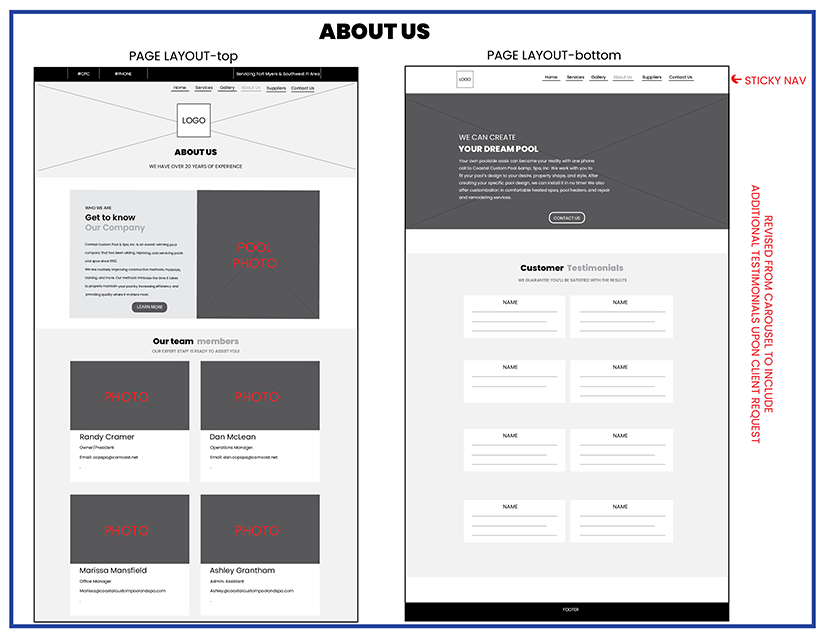 ABOUT US
PAGE LAYOUT-top
#CPC
#PHONE
Servicing Fort Myers & Southwest Fl Area
Home Services Gallery About Us Suppliers Contact Us
LOGO
ABOUT US
WE HAVE OVER 20 YEARS OF EXPERIENCE
WHO WE ARE
Get to know
Our Company
Coastal Custom Pool & Spa, Inc. is an award-winning pool
company that has been building, repairing, and servicing pools
and spas since
We are routinely improving construction methods, materials,
training, and more. Our methods introduce the time it takes
to properly maintain your pool by increasing efficiency and
providing quality where it matters most.
LEARN MORE
POOL
PHOTO
Our team members
OUR EXPERT STAFF IS READY TO ASSIST YOU!
PHOTO
Randy Cramer
Owner/President
Email: ccpspa@comcast.net
PHOTO
Dan McLean
Operations Manager
Email: dan.ccpspa@comcast.net
PHOTO
Marissa Mansfield
Office Manager
Marissa@coastalcustompoolandspa.com
PHOTO
Ashley Grantham
Admin. Assistant
Ashley@coastalcustompoolandspa.com
PAGE LAYOUT-bottom
LOGO
Home Services Gallery About Us Suppliers Contact Us
STICKY NAV
WE CAN CREATE
YOUR DREAM POOL
Your own poolside oasis can become your reality with one phone
call to Coastal Custom Pool &amp; Spa, Inc. We work with you to
fit your pool's design to your desire, property shape, and style. After
creating your specific pool design, we can install it in no time! We also
offer customization in comfortable heated spas, pool heaters, and repair
and remodeling services.
CONTACT US
Customer Testimonials
WE GUARANTEE YOU'LL BE SATISFIED WITH THE RESULTS
NAME
NAME
NAME
NAME
NAME
NAME
NAME
NAME
FOOTER
REVISED FROM CAROUSEL TO INCLUDE
ADDITIONAL TESTIMONIALS UPON CLIENT REQUEST